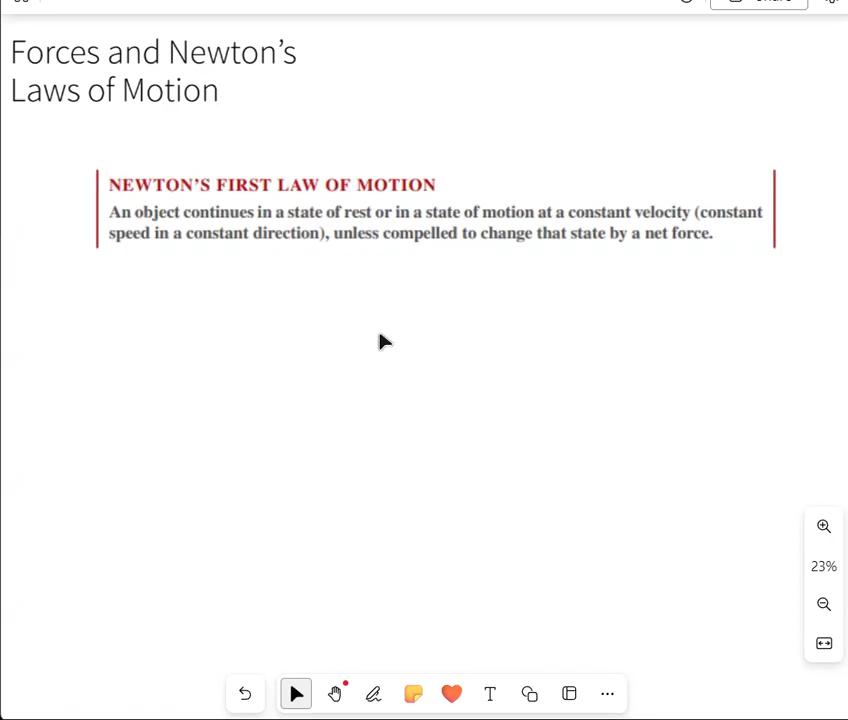 Forces and Newton's
Laws of Motion
NEWTON'S FIRST LAW OF MOTION
An object continues in a state of rest or in a state of motion at a constant velocity (constant
speed in a constant direction), unless compelled to change that state by a net force.
23%
T